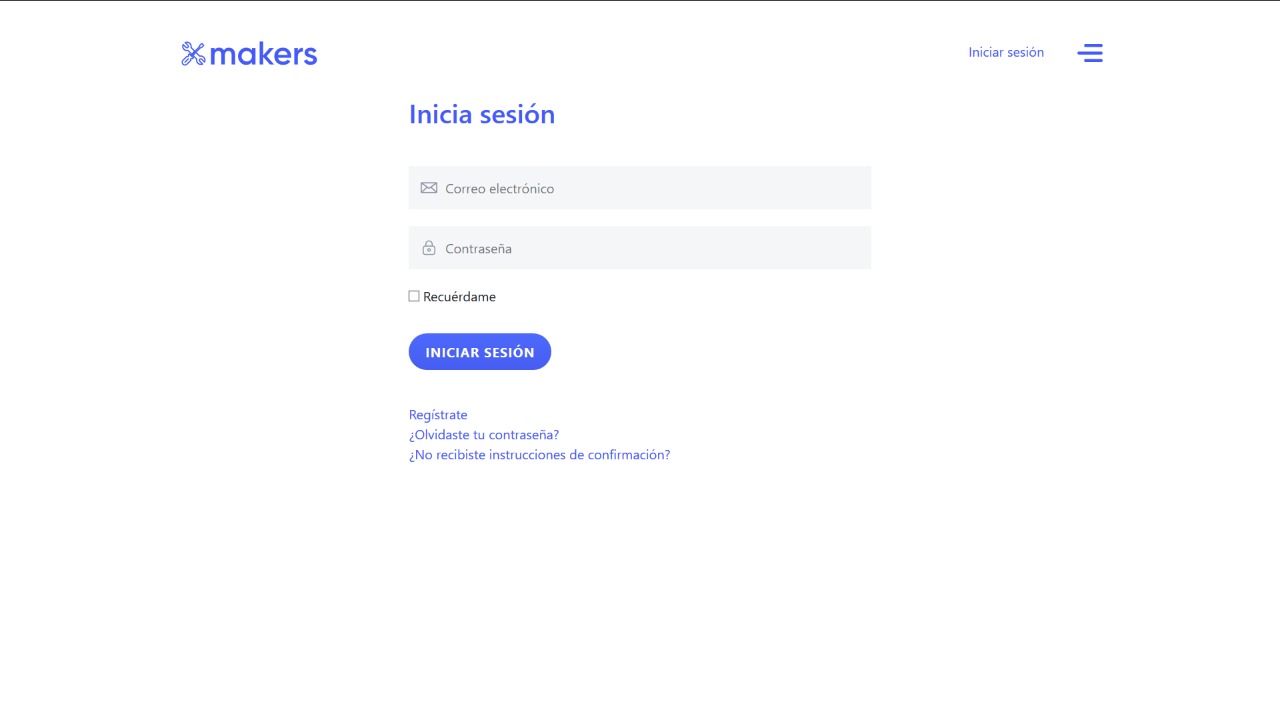 makers
Iniciar sesión
Inicia sesión
Correo electrónico
Contraseña
Recuérdame
INICIAR SESIÓN
Regístrate
¿Olvidaste tu contraseña?
¿No recibiste instrucciones de confirmación?